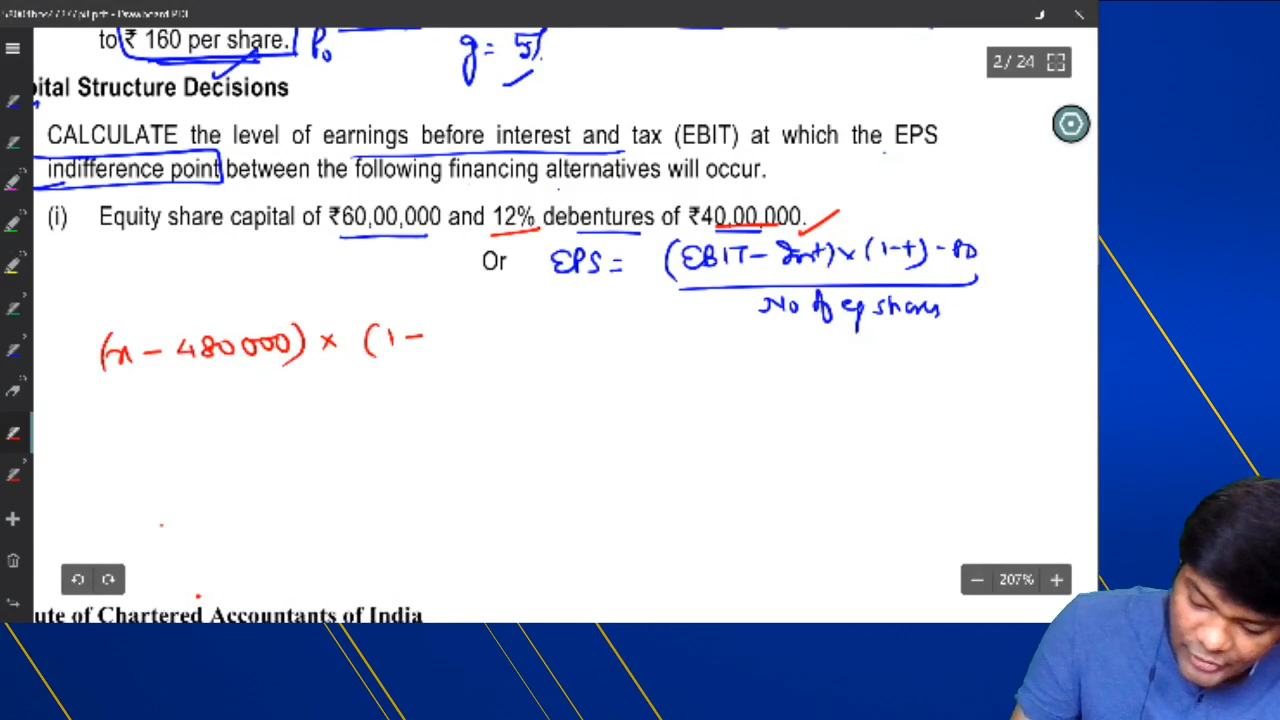 to ₹ 160 per share. P₀
g = 5%
pital Structure Decisions
2 / 24
CALCULATE the level of earnings before interest and tax (EBIT) at which the EPS
indifference point between the following financing alternatives will occur.
(i) Equity share capital of ₹60,00,000 and 12% debentures of ₹40,00,000.
Or EPS = (EBIT - Int) × (1-t) - PD
No of eq shares
(x - 480000) × (1 -
207%
ute of Chartered Accountants of India